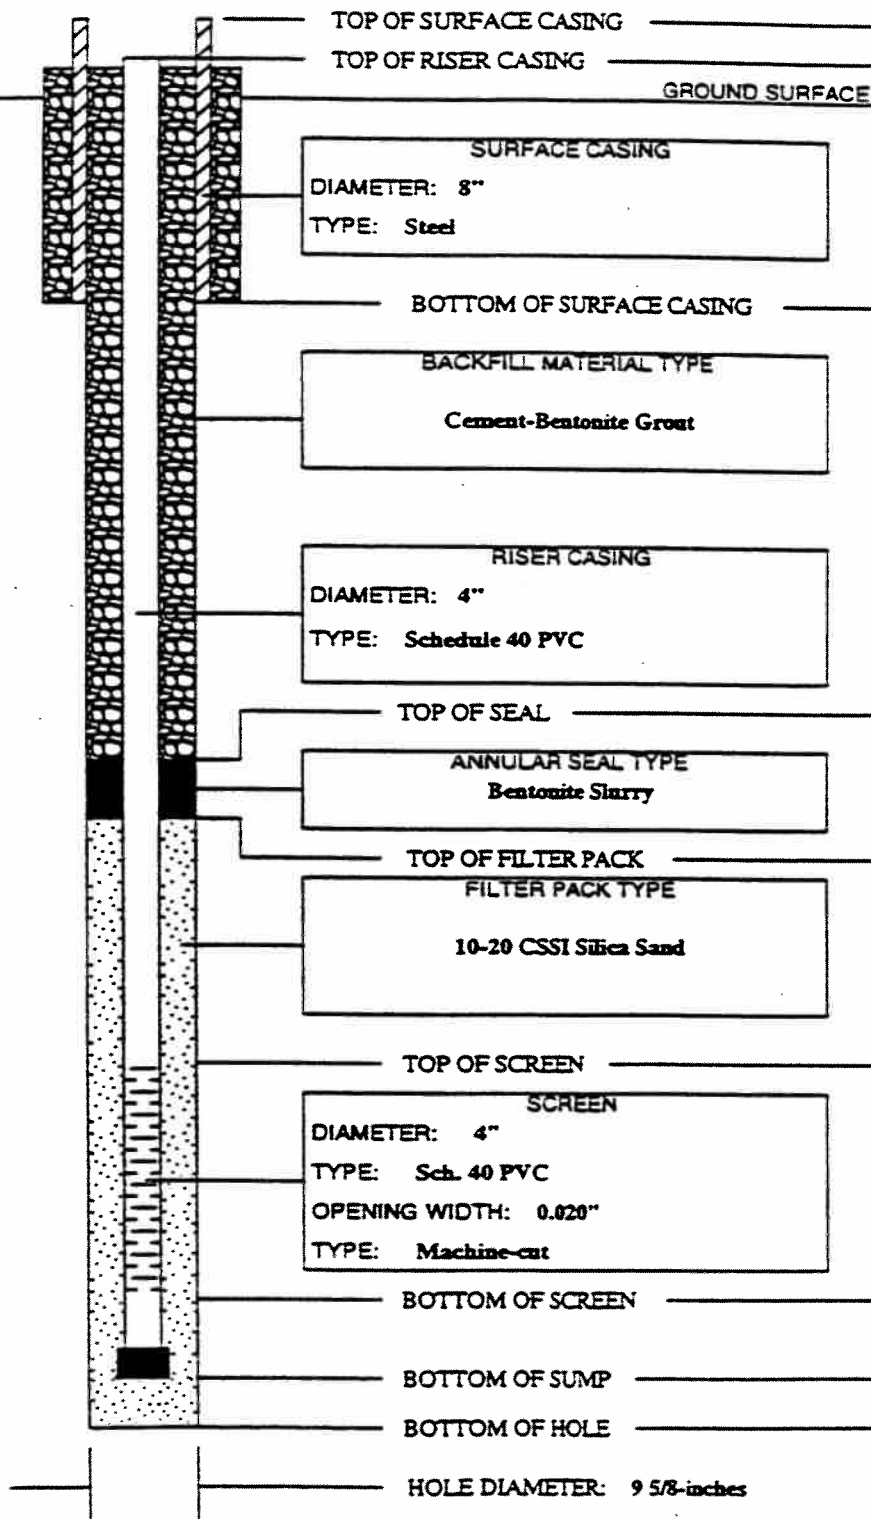 TOP OF SURFACE CASING
TOP OF RISER CASING
GROUND SURFACE
SURFACE CASING
DIAMETER: 8"
TYPE: Steel
BOTTOM OF SURFACE CASING
BACKFILL MATERIAL TYPE
Cement-Bentonite Grout
RISER CASING
DIAMETER: 4"
TYPE: Schedule 40 PVC
TOP OF SEAL
ANNULAR SEAL TYPE
Bentonite Slurry
TOP OF FILTER PACK
FILTER PACK TYPE
10-20 CSSI Silica Sand
TOP OF SCREEN
SCREEN
DIAMETER: 4"
TYPE: Sch. 40 PVC
OPENING WIDTH: 0.020"
TYPE: Machine-cut
BOTTOM OF SCREEN
BOTTOM OF SUMP
BOTTOM OF HOLE
HOLE DIAMETER: 9 5/8-inches